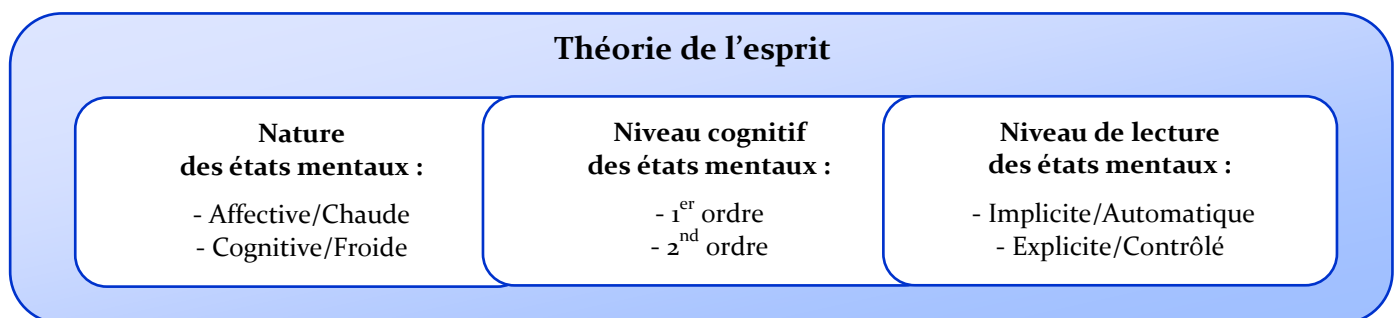 Théorie de l’esprit
Nature
des états mentaux :
- Affective/Chaude
- Cognitive/Froide
Niveau cognitif
des états mentaux :
- 1er ordre
- 2nd ordre
Niveau de lecture
des états mentaux :
- Implicite/Automatique
- Explicite/Contrôlé